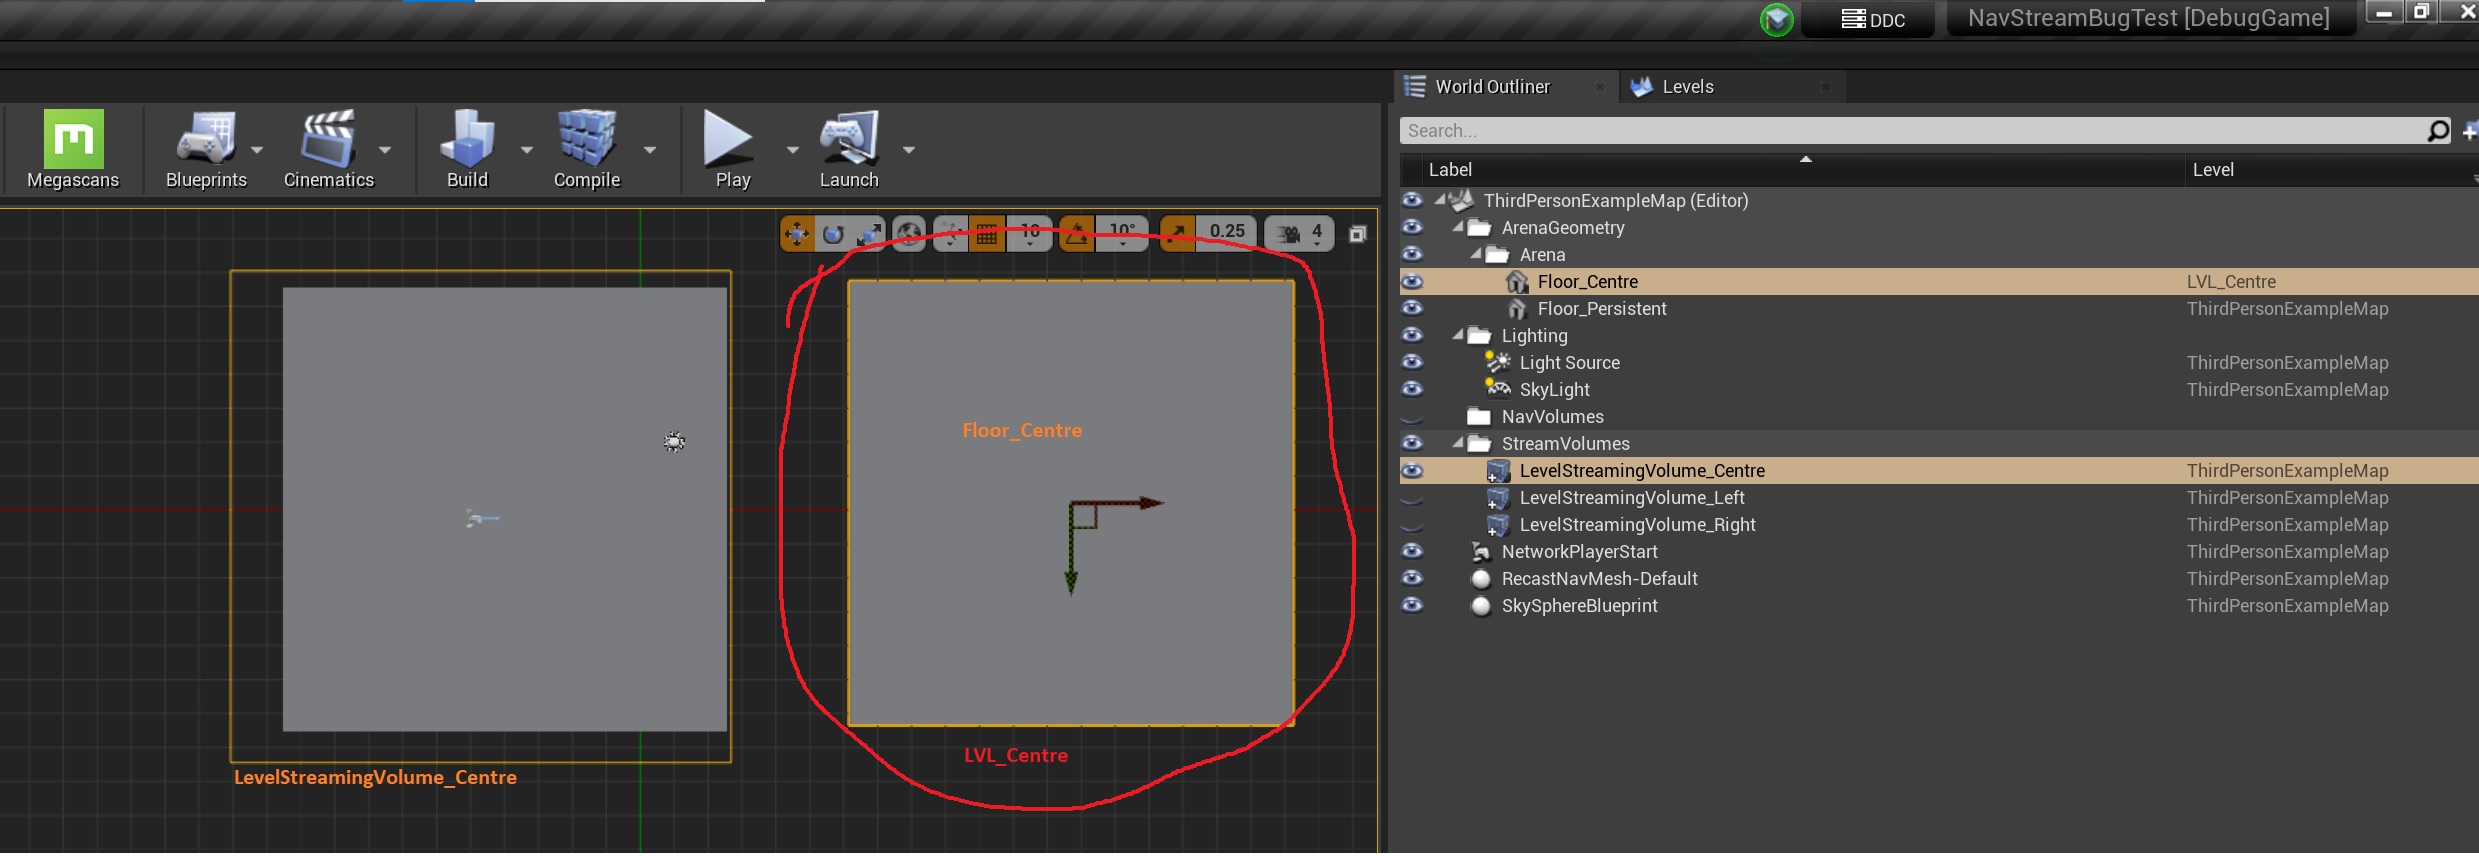 DDC
NavStreamBugTest [DebugGame]
World Outliner
Levels
Megascans
Blueprints
Cinematics
Build
Compile
Play
Launch
Search...
Label
Level
10
10°
0.25
4
ThirdPersonExampleMap (Editor)
ArenaGeometry
Arena
Floor_Centre LVL_Centre
Floor_Persistent ThirdPersonExampleMap
Lighting
Light Source ThirdPersonExampleMap
SkyLight ThirdPersonExampleMap
NavVolumes
StreamVolumes
LevelStreamingVolume_Centre ThirdPersonExampleMap
LevelStreamingVolume_Left ThirdPersonExampleMap
LevelStreamingVolume_Right ThirdPersonExampleMap
NetworkPlayerStart ThirdPersonExampleMap
RecastNavMesh-Default ThirdPersonExampleMap
SkySphereBlueprint ThirdPersonExampleMap
Floor_Centre
LVL_Centre
LevelStreamingVolume_Centre